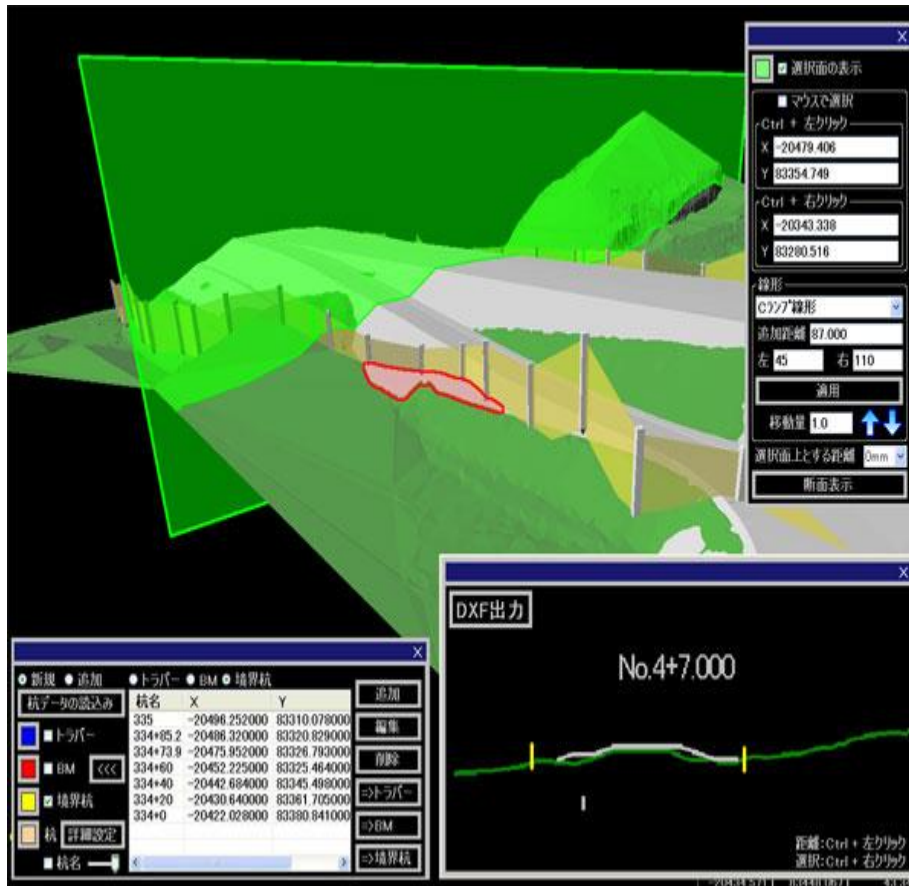 X
選択面の表示
マウスで選択
Ctrl + 左クリック
X -20479.406
Y 83354.749
Ctrl + 右クリック
X -20343.338
Y 83280.516
線形
Cランプ線形
追加距離 87.000
左 45 右 110
適用
移動量 1.0
選択面上とする距離 0mm
断面表示
X
DXF出力
No.4+7.000
距離:Ctrl + 左クリック
選択:Ctrl + 右クリック
X
新規 追加 トラバー BM 境界杭
杭データの読込み
杭名 X Y
335 -20496.252000 83310.078000
334+85.2 -20486.320000 83320.829000
334+73.9 -20475.952000 83326.793000
334+60 -20452.225000 83325.464000
334+40 -20442.684000 83345.498000
334+20 -20430.640000 83361.705000
334+0 -20422.028000 83380.841000
トラバー
BM <<<
境界杭
杭 詳細設定
杭名
追加
編集
削除
=>トラバー
=>BM
=>境界杭